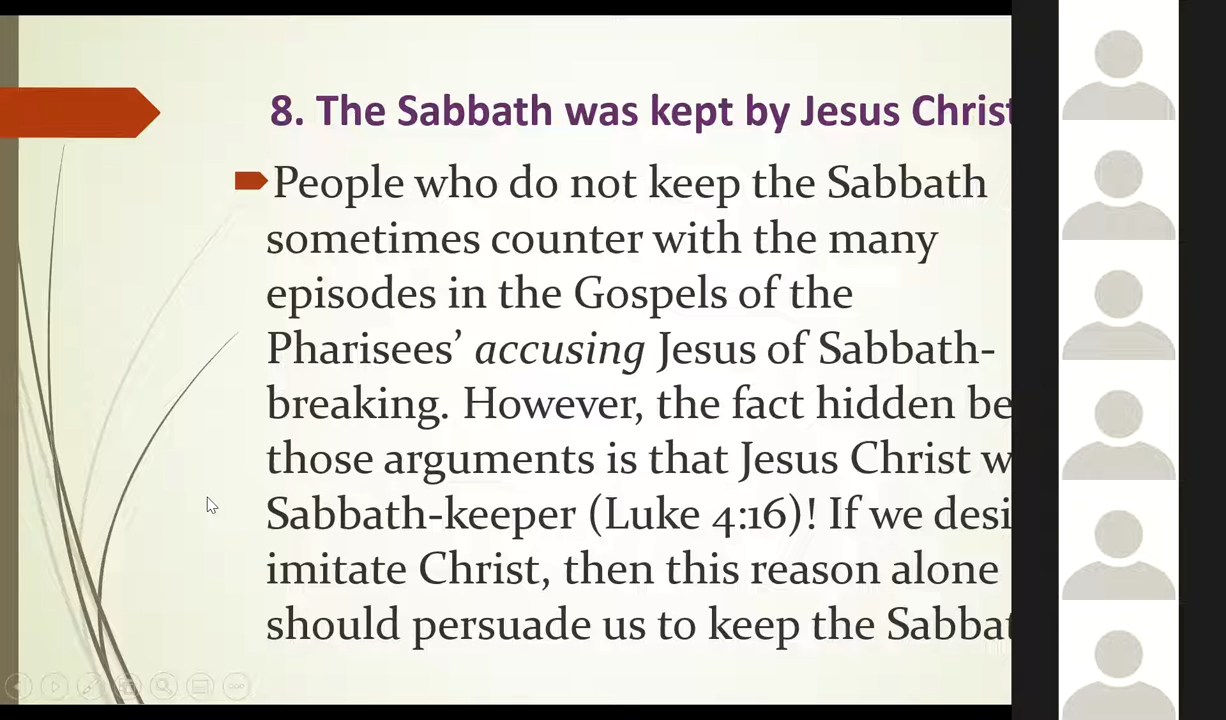 8. The Sabbath was kept by Jesus Christ
People who do not keep the Sabbath
sometimes counter with the many
episodes in the Gospels of the
Pharisees’ accusing Jesus of Sabbath-
breaking. However, the fact hidden be
those arguments is that Jesus Christ w
Sabbath-keeper (Luke 4:16)! If we desi
imitate Christ, then this reason alone
should persuade us to keep the Sabbat